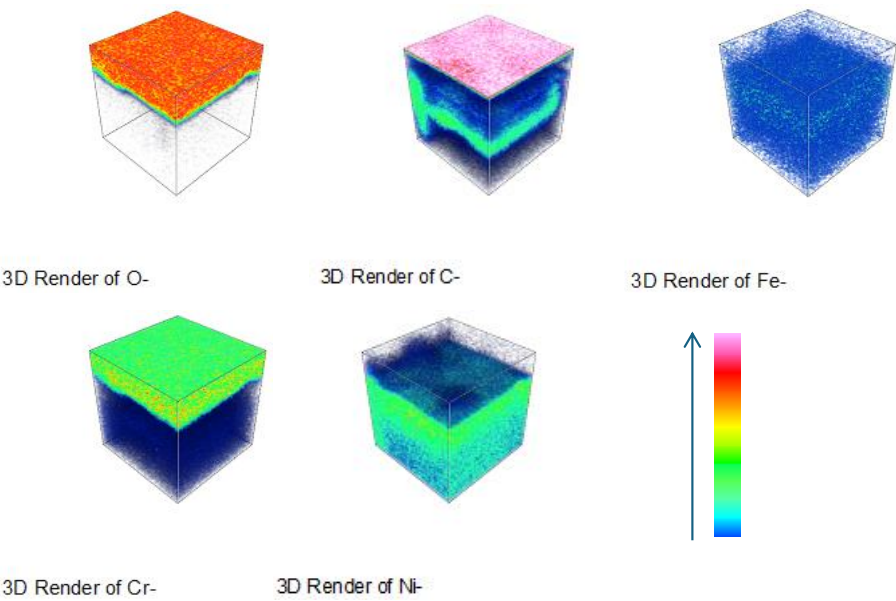 3D Render of O-
3D Render of C-
3D Render of Fe-
3D Render of Cr-
3D Render of Ni-